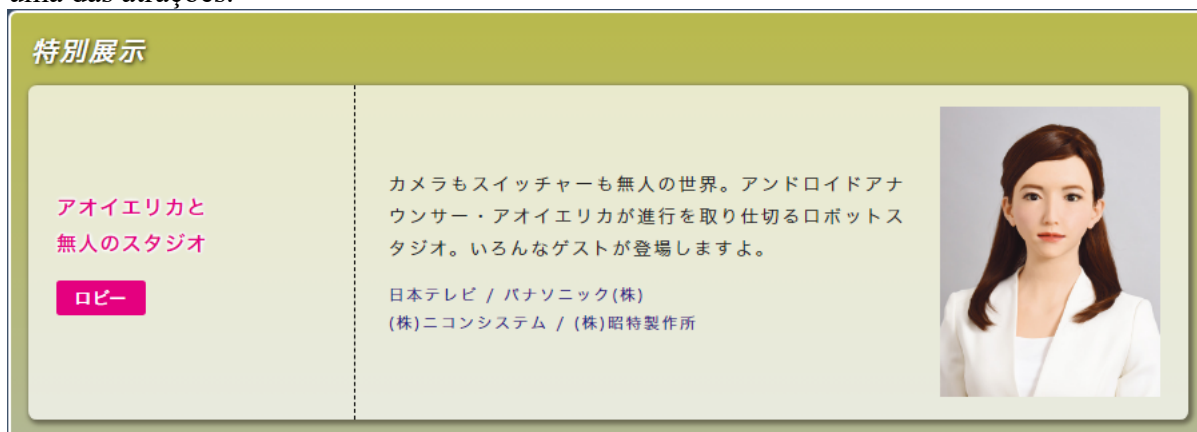 uma das atrações.
特別展示
アオイエリカと
無人のスタジオ
ロビー
カメラもスイッチャーも無人の世界。アンドロイドアナ
ウンサー・アオイエリカが進行を取り仕切るロボットス
タジオ。いろんなゲストが登場しますよ。
日本テレビ / パナソニック(株)
(株)ニコンシステム / (株)昭特製作所